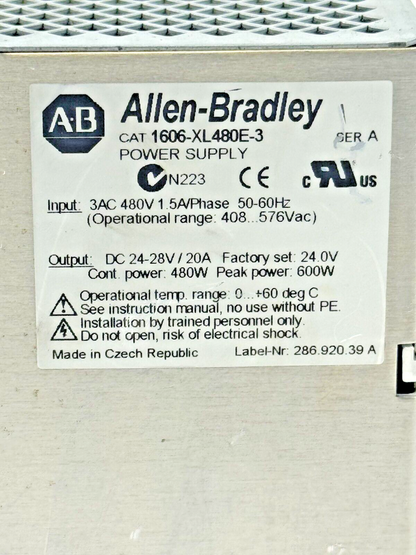 A-B Allen-Bradley
CAT 1606-XL480E-3 SER A
POWER SUPPLY
N223 CE c RU US
Input: 3AC 480V 1.5A/Phase 50-60Hz
(Operational range: 408...576Vac)
Output: DC 24-28V / 20A Factory set: 24.0V
Cont. power: 480W Peak power: 600W
Operational temp. range: 0...+60 deg C
See instruction manual, no use without PE.
Installation by trained personnel only.
Do not open, risk of electrical shock.
Made in Czech Republic Label-Nr: 286.920.39 A